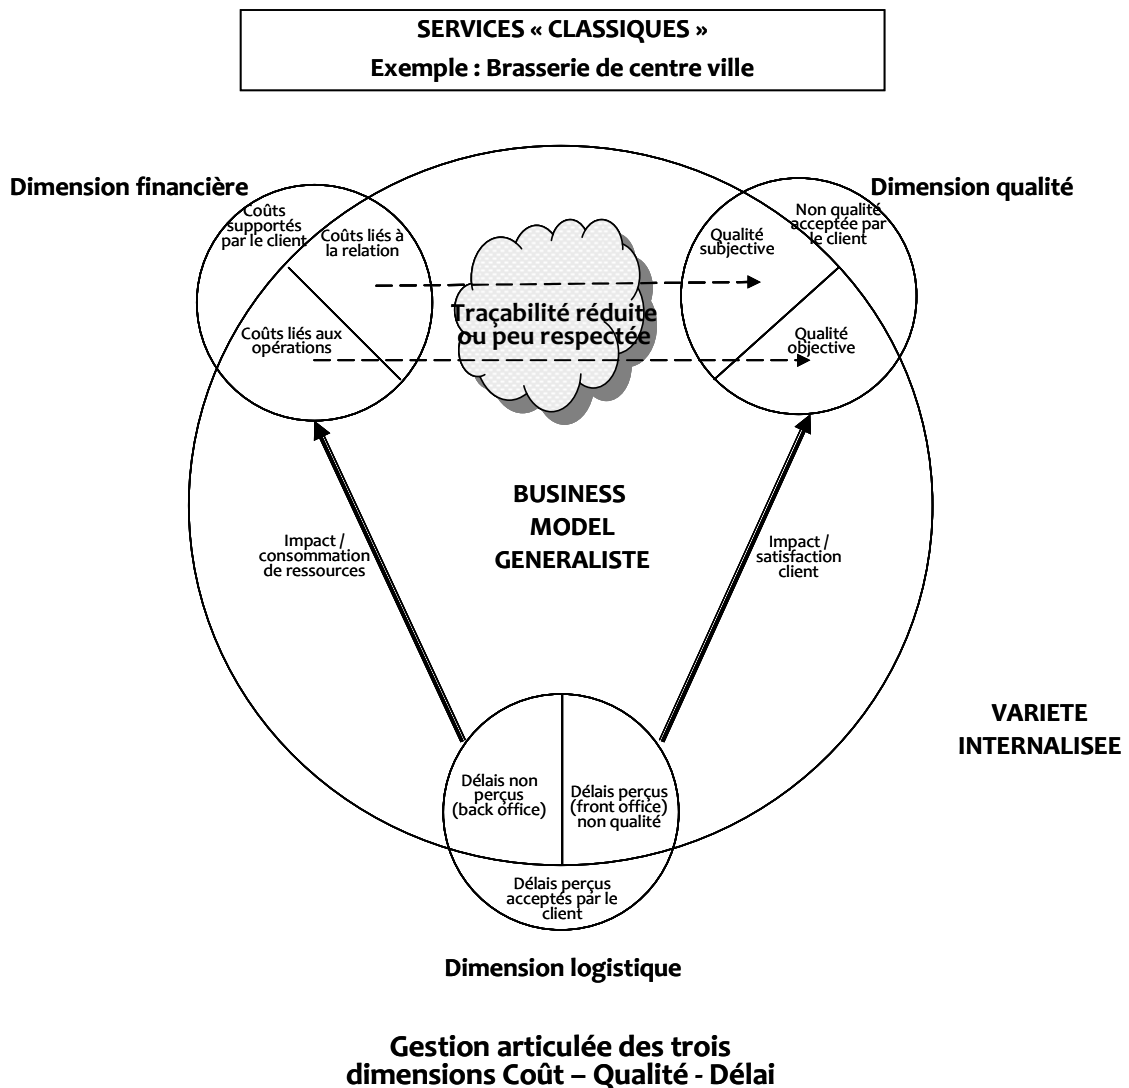 SERVICES « CLASSIQUES »
Exemple : Brasserie de centre ville
Dimension financière
Dimension qualité
Coûts
supportés
par le client
Coûts liés à
la relation
Coûts liés aux
opérations
Qualité
subjective
Non qualité
acceptée par
le client
Qualité
objective
Traçabilité réduite
ou peu respectée
BUSINESS
MODEL
GENERALISTE
Impact /
consommation
de ressources
Impact /
satisfaction
client
VARIETE
INTERNALISEE
Délais non
perçus
(back office)
Délais perçus
(front office)
non qualité
Délais perçus
acceptés par le
client
Dimension logistique
Gestion articulée des trois
dimensions Coût – Qualité - Délai